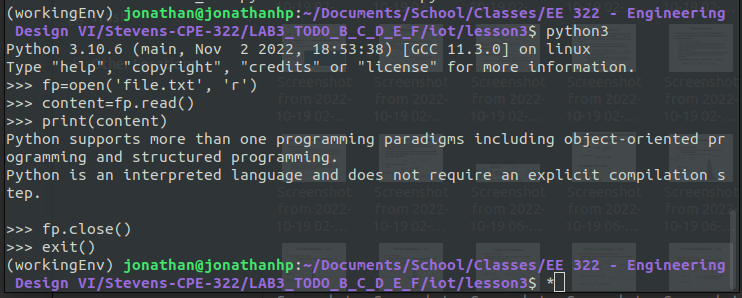 (workingEnv) jonathan@jonathanhp:~/Documents/School/Classes/EE 322 - Engineering
Design VI/Stevens-CPE-322/LAB3_TODO_B_C_D_E_F/iot/lesson3$ python3
Python 3.10.6 (main, Nov  2 2022, 18:53:38) [GCC 11.3.0] on linux
Type "help", "copyright", "credits" or "license" for more information.
>>> fp=open('file.txt', 'r')
>>> content=fp.read()
>>> print(content)
Python supports more than one programming paradigms including object-oriented pr
ogramming and structured programming.
Python is an interpreted language and does not require an explicit compilation s
tep.
>>> fp.close()
>>> exit()
(workingEnv) jonathan@jonathanhp:~/Documents/School/Classes/EE 322 - Engineering
Design VI/Stevens-CPE-322/LAB3_TODO_B_C_D_E_F/iot/lesson3$ *